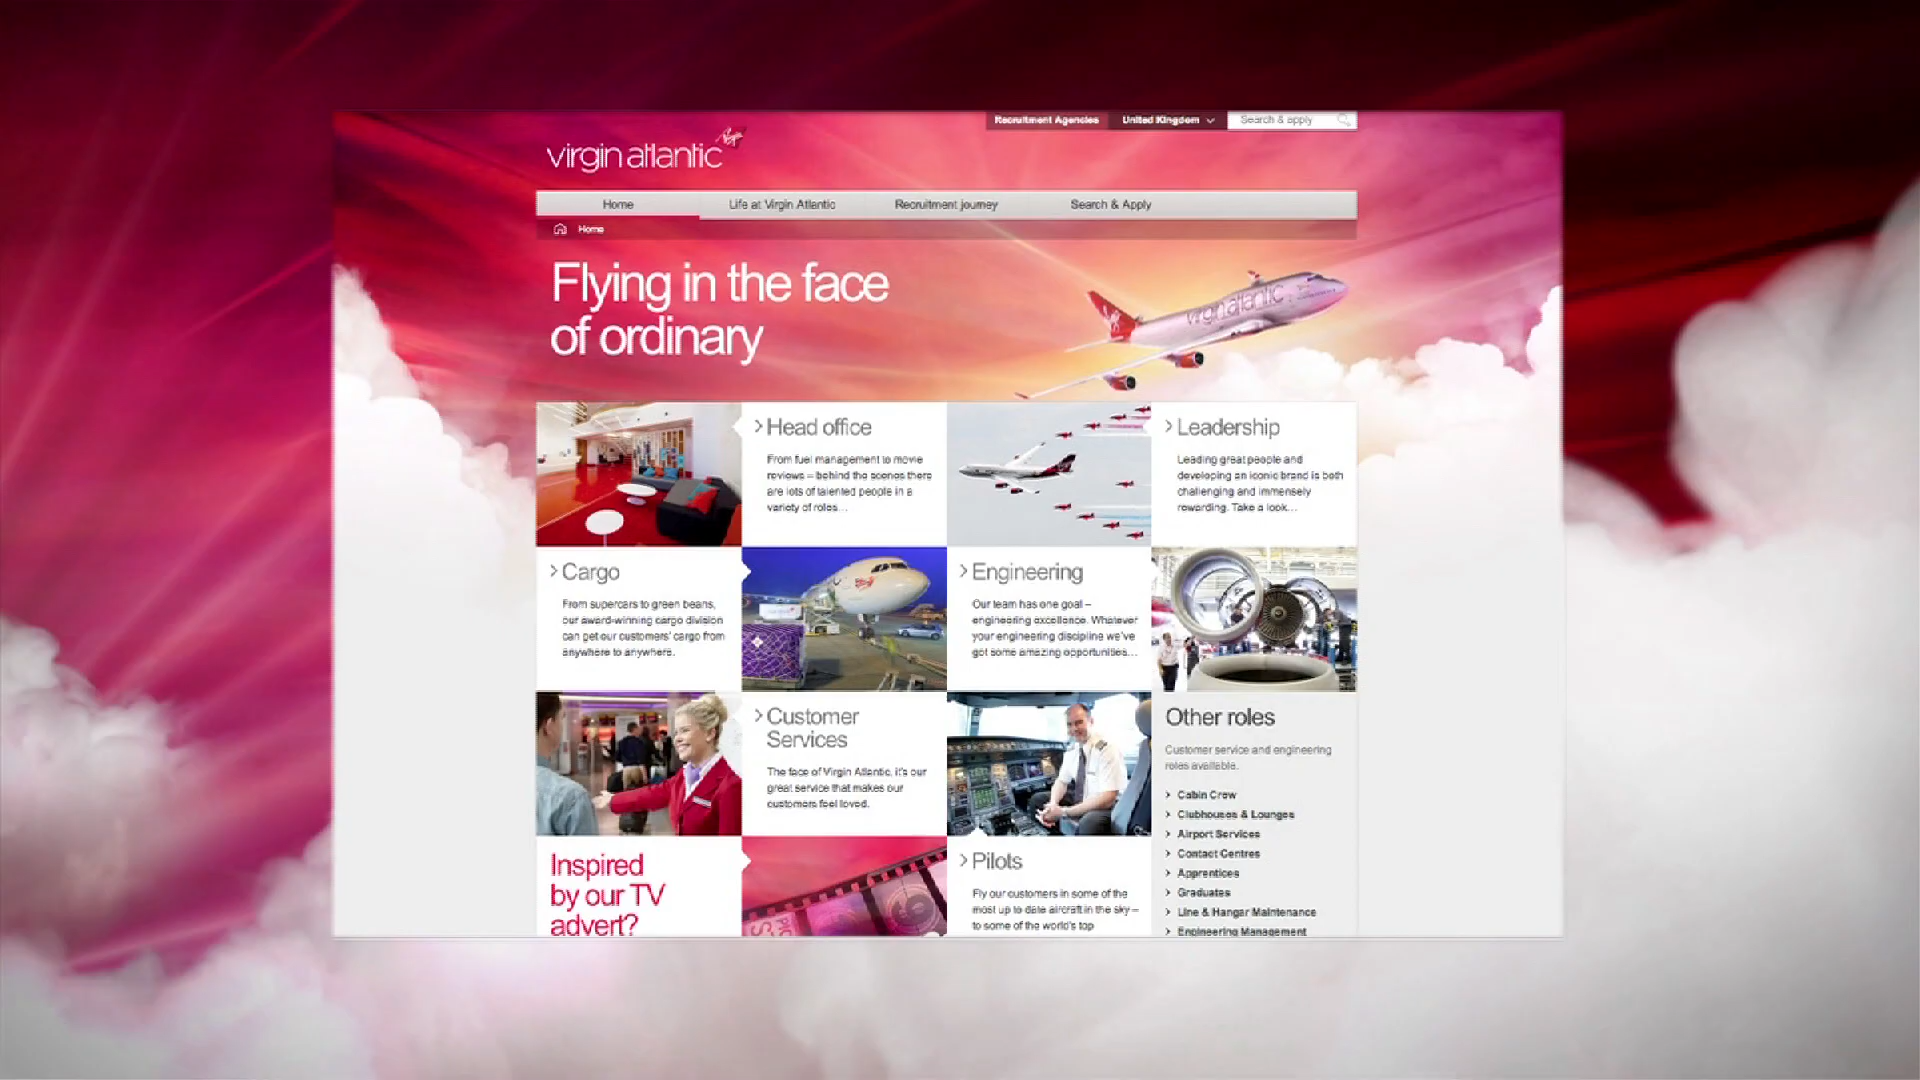 Recruitment Agencies United Kingdom Search & apply
virgin atlantic
Home Life at Virgin Atlantic Recruitment journey Search & Apply
Home
Flying in the face
of ordinary
virgin atlantic
Head office
From fuel management to movie
reviews – behind the scenes there
are lots of talented people in a
variety of roles...
Leadership
Leading great people and
developing an iconic brand is both
challenging and immensely
rewarding. Take a look...
Cargo
From supercars to green beans,
our award-winning cargo division
can get our customers' cargo from
anywhere to anywhere.
Engineering
Our team has one goal –
engineering excellence. Whatever
your engineering discipline we've
got some amazing opportunities...
Customer
Services
The face of Virgin Atlantic, it's our
great service that makes our
customers feel loved.
Other roles
Customer service and engineering
roles available.
Cabin Crew
Clubhouses & Lounges
Airport Services
Contact Centres
Apprentices
Graduates
Line & Hangar Maintenance
Engineering Management
Inspired
by our TV
advert?
Pilots
Fly our customers in some of the
most up to date aircraft in the sky –
to some of the world's top